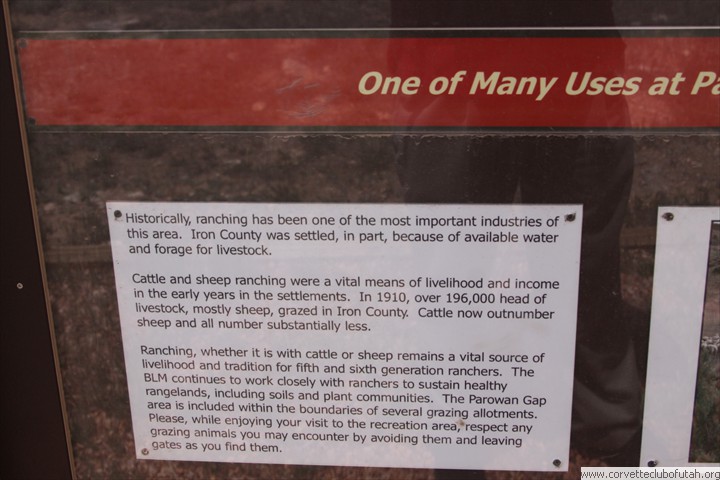 One of Many Uses at Pa
Historically, ranching has been one of the most important industries of
this area. Iron County was settled, in part, because of available water
and forage for livestock.
Cattle and sheep ranching were a vital means of livelihood and income
in the early years in the settlements. In 1910, over 196,000 head of
livestock, mostly sheep, grazed in Iron County. Cattle now outnumber
sheep and all number substantially less.
Ranching, whether it is with cattle or sheep remains a vital source of
livelihood and tradition for fifth and sixth generation ranchers. The
BLM continues to work closely with ranchers to sustain healthy
rangelands, including soils and plant communities. The Parowan Gap
area is included within the boundaries of several grazing allotments.
Please, while enjoying your visit to the recreation area, respect any
grazing animals you may encounter by avoiding them and leaving
gates as you find them.
www.corvetteclubofutah.org